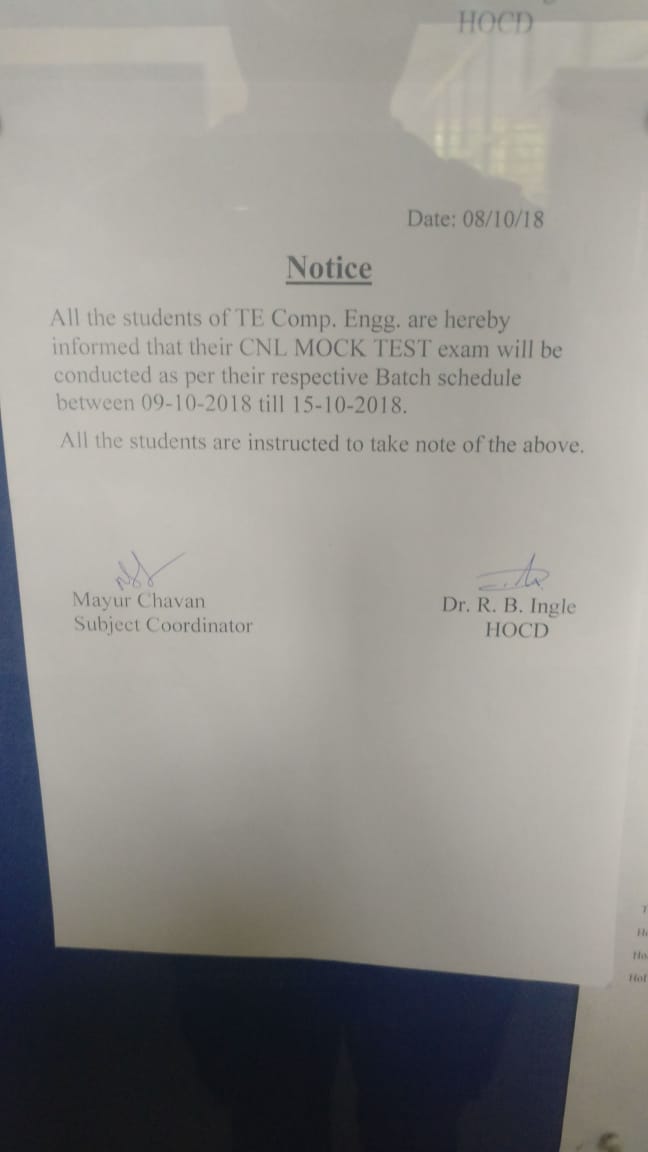 HOCD
Date: 08/10/18
Notice
All the students of TE Comp. Engg. are hereby
informed that their CNL MOCK TEST exam will be
conducted as per their respective Batch schedule
between 09-10-2018 till 15-10-2018.
All the students are instructed to take note of the above.
Mayur Chavan
Subject Coordinator
Dr. R. B. Ingle
HOCD